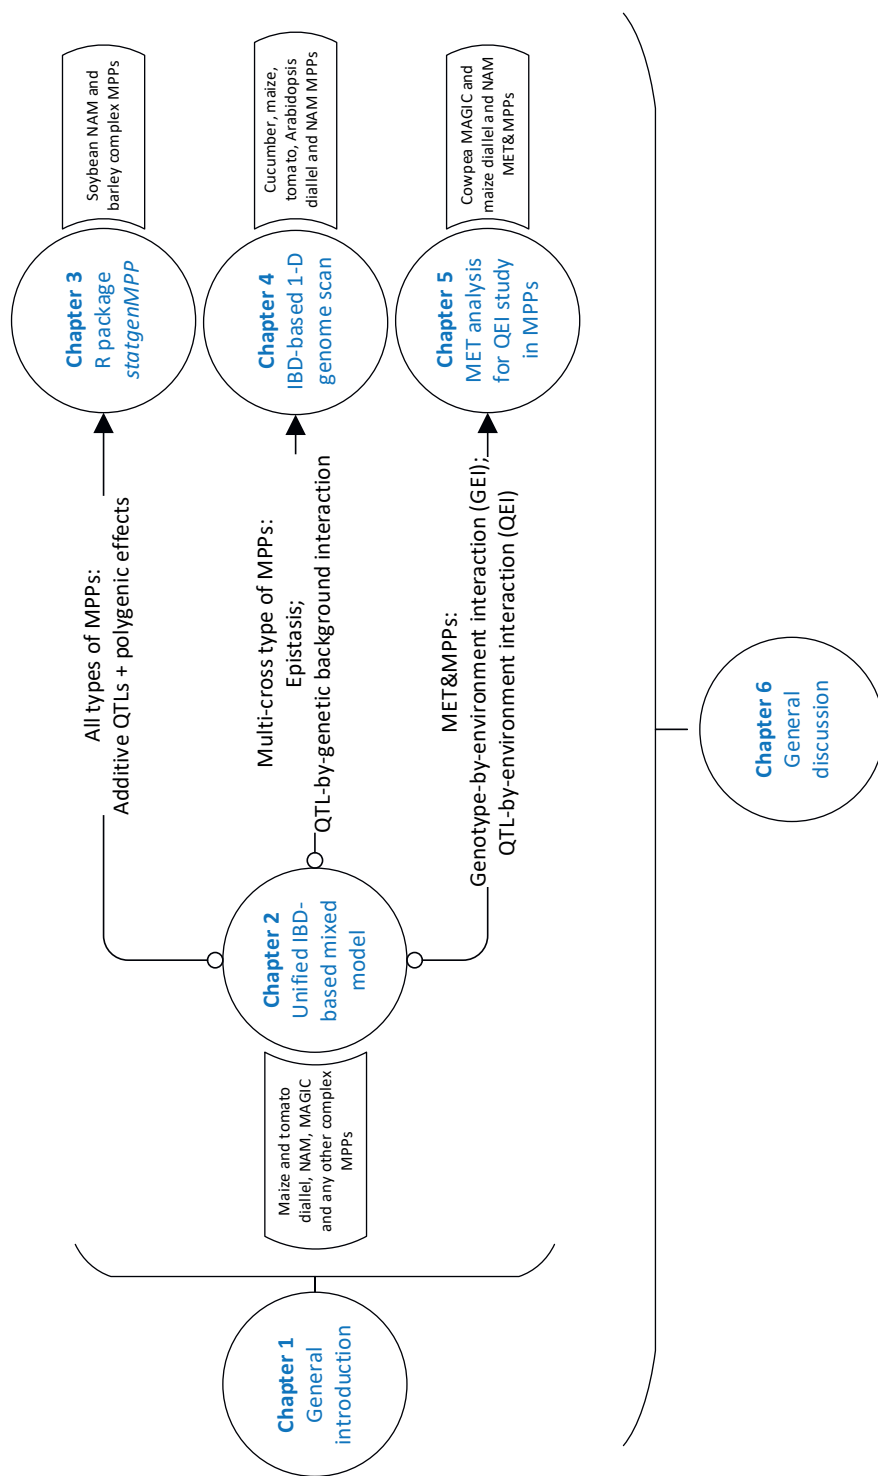 Chapter 1
General
introduction
Maize and tomato
diallel, NAM, MAGIC
and any other complex
MPPs
Chapter 2
Unified IBD-
based mixed
model
All types of MPPs:
Additive QTLs + polygenic effects
Multi-cross type of MPPs:
Epistasis;
QTL-by-genetic background interaction
MET&MPPs:
Genotype-by-environment interaction (GEI);
QTL-by-environment interaction (QEI)
Chapter 3
R package
statgenMPP
Soybean NAM and
barley complex MPPs
Chapter 4
IBD-based 1-D
genome scan
Cucumber, maize,
tomato, Arabidopsis
diallel and NAM MPPs
Chapter 5
MET analysis
for QEI study
in MPPs
Cowpea MAGIC and
maize diallel and NAM
MET&MPPs
Chapter 6
General
discussion